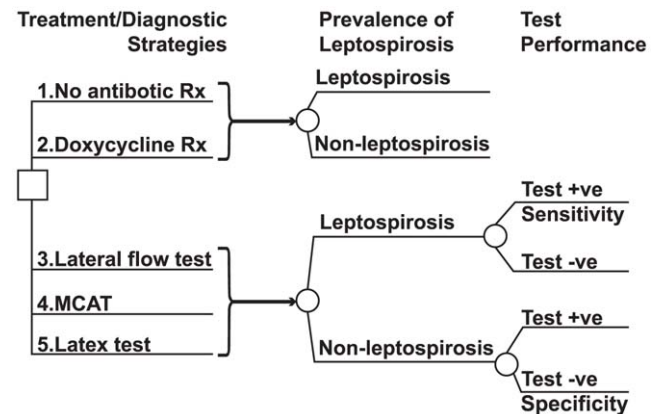 Treatment/Diagnostic
Strategies
Prevalence of
Leptospirosis
Test
Performance
1.No antibotic Rx
2.Doxycycline Rx
Leptospirosis
Non-leptospirosis
3.Lateral flow test
4.MCAT
5.Latex test
Leptospirosis
Non-leptospirosis
Test +ve
Sensitivity
Test -ve
Test +ve
Test -ve
Specificity